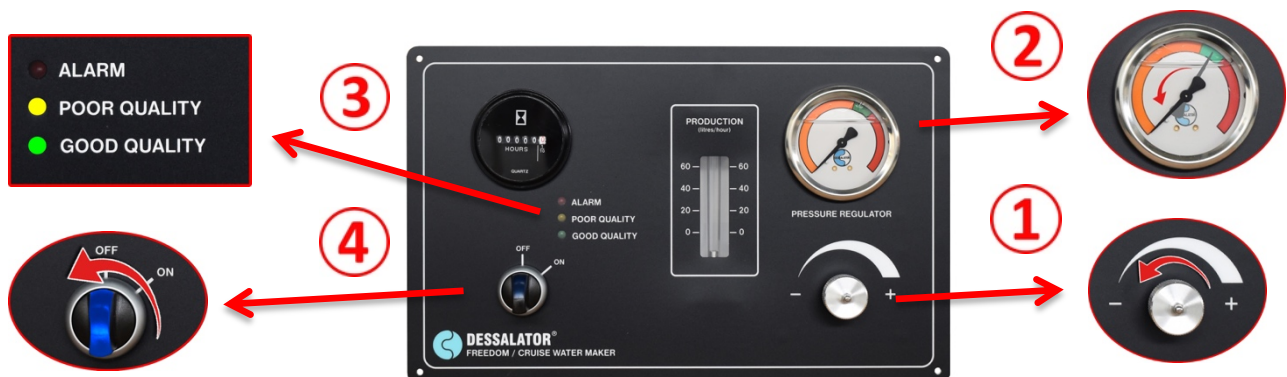 ALARM
POOR QUALITY
GOOD QUALITY
3
2
HOURS
QUARTZ
PRODUCTION
(litres/hour)
60 60
40 40
20 20
0 0
ALARM
POOR QUALITY
GOOD QUALITY
PRESSURE REGULATOR
1
4
OFF
ON
OFF
ON
- +
- +
DESSALATOR®
FREEDOM / CRUISE WATER MAKER